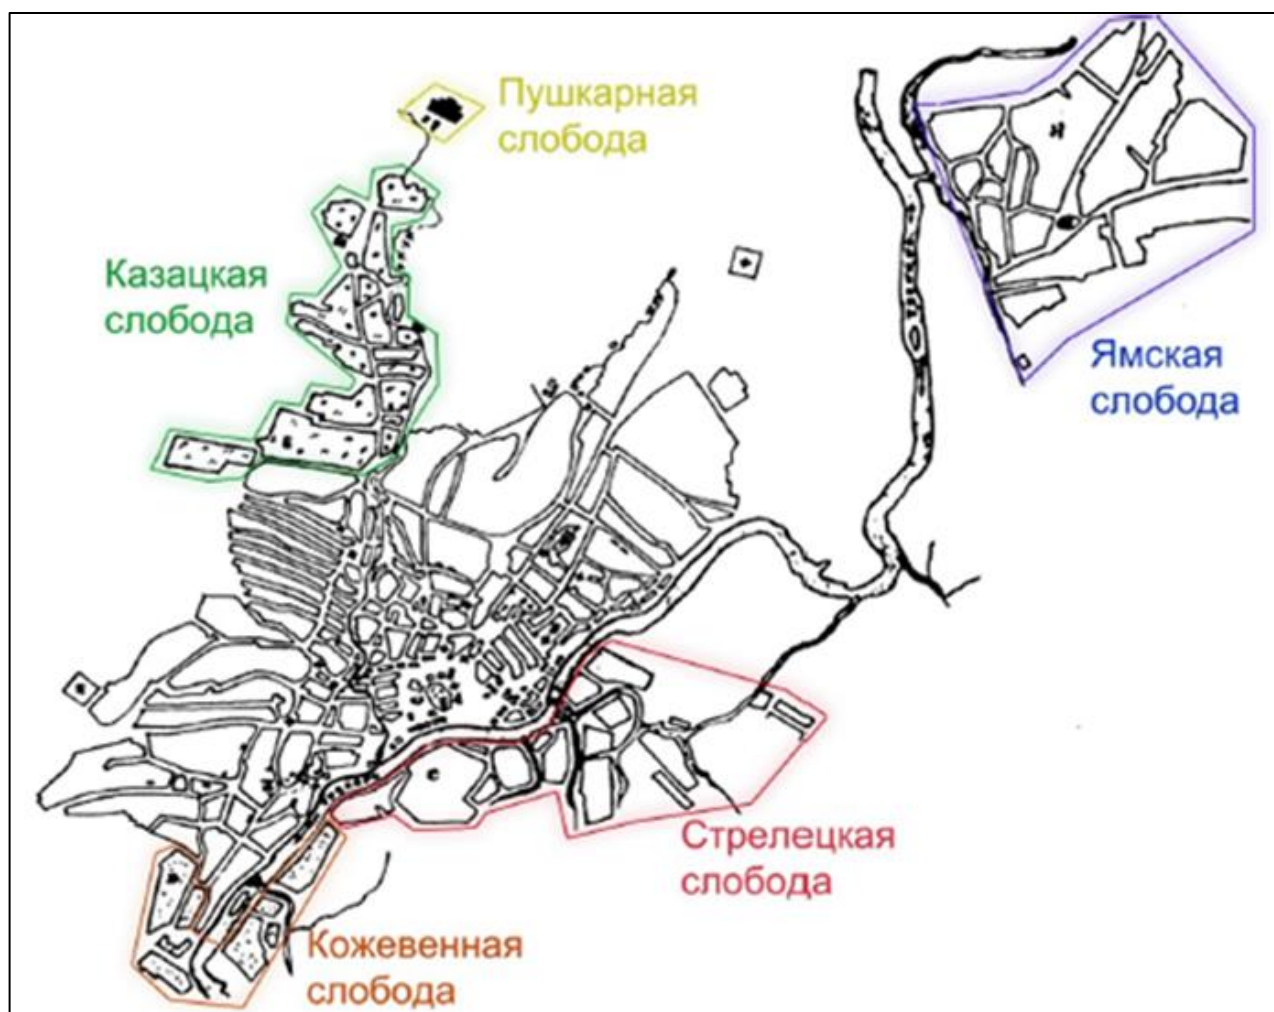 Пушкарная
слобода
Казацкая
слобода
Ямская
слобода
Стрелецкая
слобода
Кожевенная
слобода